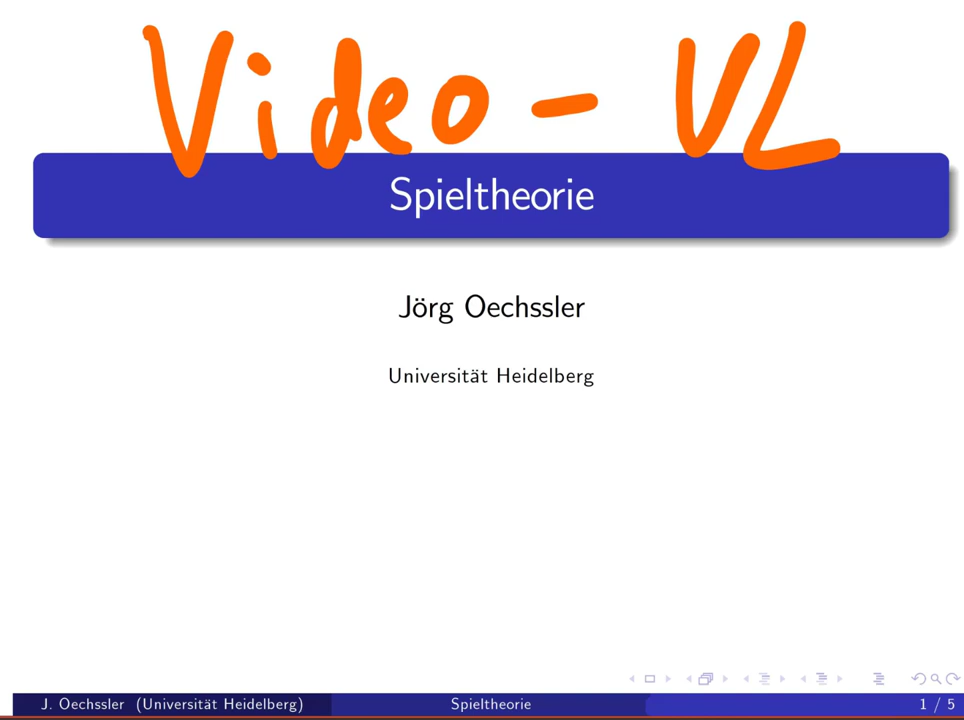 Video - VL
Spieltheorie
Jörg Oechssler
Universität Heidelberg
J. Oechssler (Universität Heidelberg) Spieltheorie 1 / 5